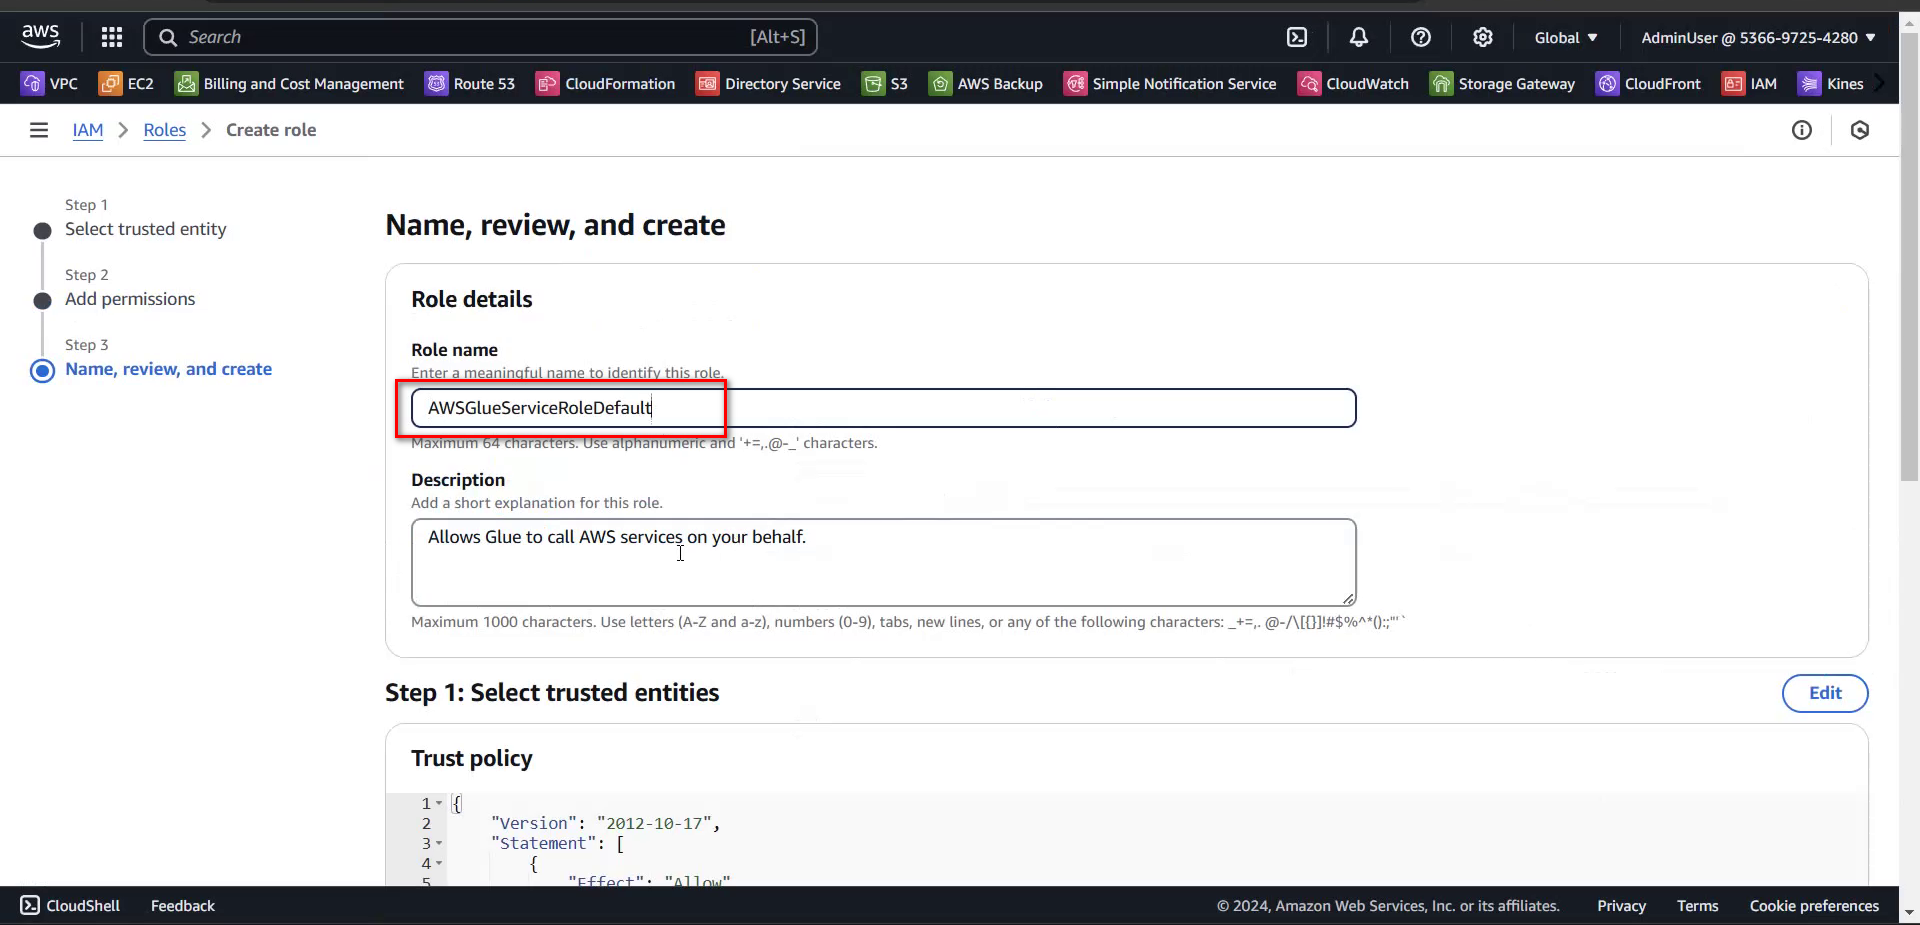 aws
Search [Alt+S] Global AdminUser @ 5366-9725-4280
VPC EC2 Billing and Cost Management Route 53 CloudFormation Directory Service S3 AWS Backup Simple Notification Service CloudWatch Storage Gateway CloudFront IAM Kines
IAM Roles Create role
Step 1
Select trusted entity
Step 2
Add permissions
Step 3
Name, review, and create
Name, review, and create
Role details
Role name
Enter a meaningful name to identify this role.
AWSGlueServiceRoleDefault
Maximum 64 characters. Use alphanumeric and '+=,.@-_' characters.
Description
Add a short explanation for this role.
Allows Glue to call AWS services on your behalf.
Maximum 1000 characters. Use letters (A-Z and a-z), numbers (0-9), tabs, new lines, or any of the following characters: _+=,. @-/\[{}]!#$%^*();:"'`
Step 1: Select trusted entities
Edit
Trust policy
1 {
2 "Version": "2012-10-17",
3 "Statement": [
4 {
5 "Effect": "Allow"
CloudShell Feedback © 2024, Amazon Web Services, Inc. or its affiliates. Privacy Terms Cookie preferences